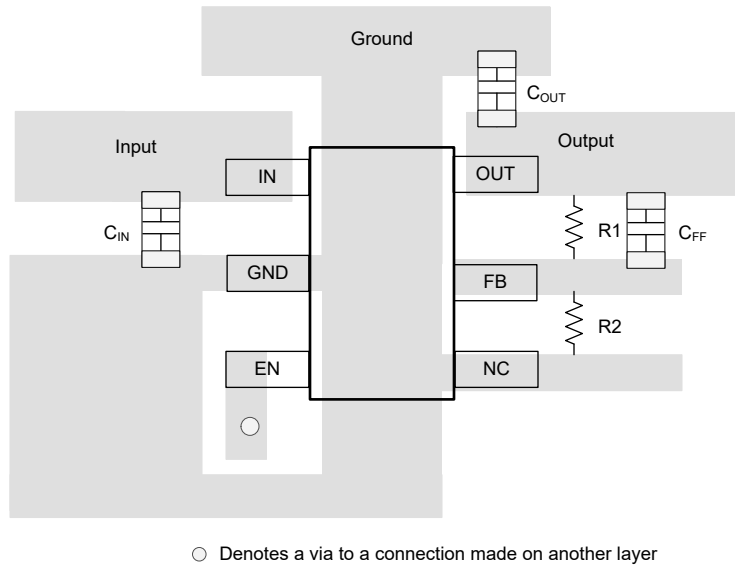 Ground
COUT
Input
Output
IN
OUT
CIN
R1
CFF
GND
FB
R2
EN
NC
Denotes a via to a connection made on another layer